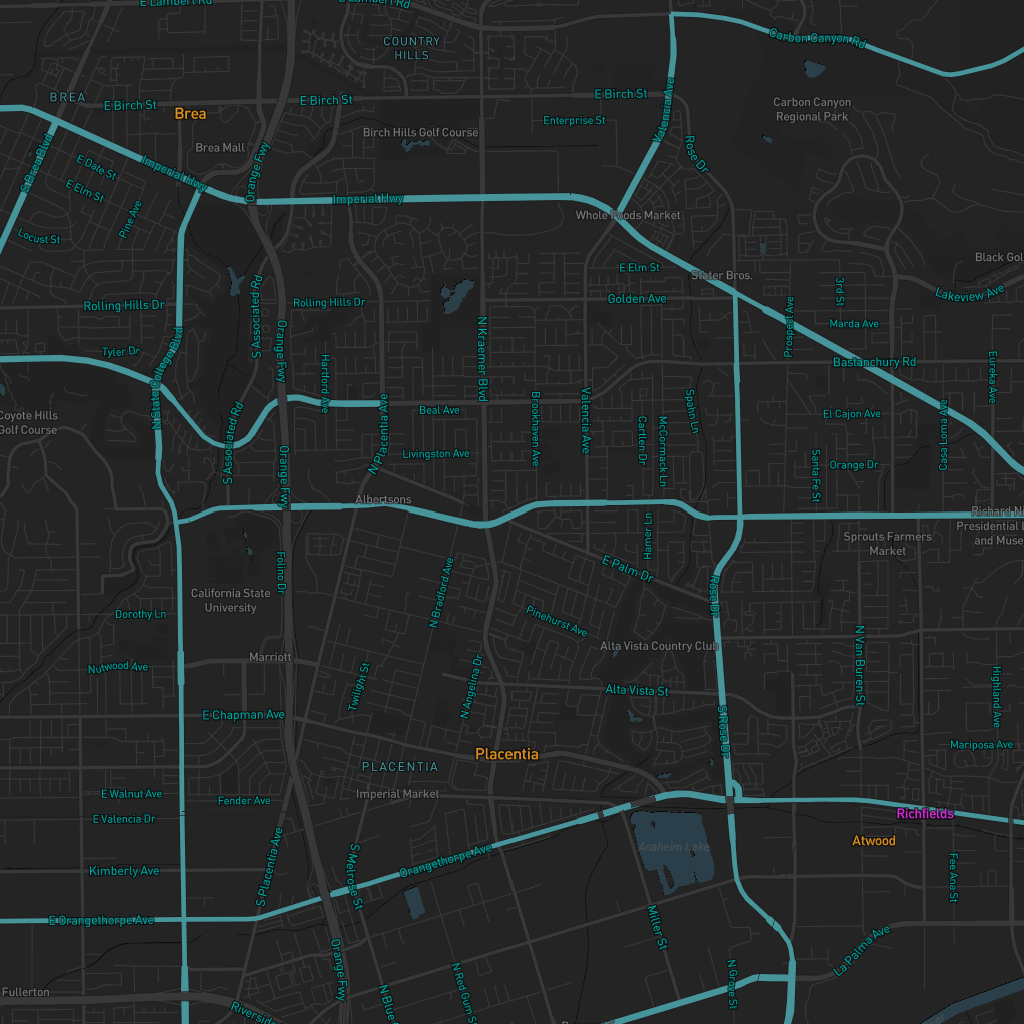 E Lambert Rd
E Lambert Rd
Carbon Canyon Rd
COUNTRY
HILLS
BREA
E Birch St
Brea
E Birch St
E Birch St
Carbon Canyon
Regional Park
Enterprise St
Valencia Ave
Birch Hills Golf Course
Brea Mall
Orange Fwy
Rose Dr
S Brea Blvd
E Date St
Imperial Hwy
E Elm St
Imperial Hwy
Pine Ave
Whole Foods Market
Locust St
Black Gol
E Elm St
Slater Bros.
Rolling Hills Dr
S Associated Rd
Rolling Hills Dr
Golden Ave
3rd St
Lakeview Ave
Prospect Ave
Marda Ave
N Kraemer Blvd
Orange Fwy
Tyler Dr
N State College Blvd
Hartford Ave
Bastanchury Rd
Eureka Ave
Coyote Hills
Golf Course
S Associated Rd
N Placentia Ave
Beal Ave
Brookhaven Ave
Valencia Ave
Cartlen Dr
McCormack Ln
Spahn Ln
El Cajon Ave
Casa Loma Ave
Livingston Ave
Orange Fwy
Santa Fe St
Orange Dr
Albertsons
Richard Ni
Presidential L
and Muse
Hamer Ln
Sprouts Farmers
Market
Folino Dr
N Bradford Ave
E Palm Dr
California State
University
Rose Dr
Dorothy Ln
Pinehurst Ave
N Van Buren St
Alta Vista Country Club
Marriott
Nutwood Ave
Twilight St
N Angelina Dr
Alta Vista St
Highland Ave
E Chapman Ave
S Rose Dr
Mariposa Ave
Placentia
PLACENTIA
E Walnut Ave
Fender Ave
Imperial Market
Richfields
E Valencia Dr
Atwood
Anaheim Lake
Kimberly Ave
S Placentia Ave
S Melrose St
Orangethorpe Ave
Fee Ana St
E Orangethorpe Ave
Miller St
La Palma Ave
Orange Fwy
N Grove St
Fullerton
N Blue
N Red Gum S
Riverside